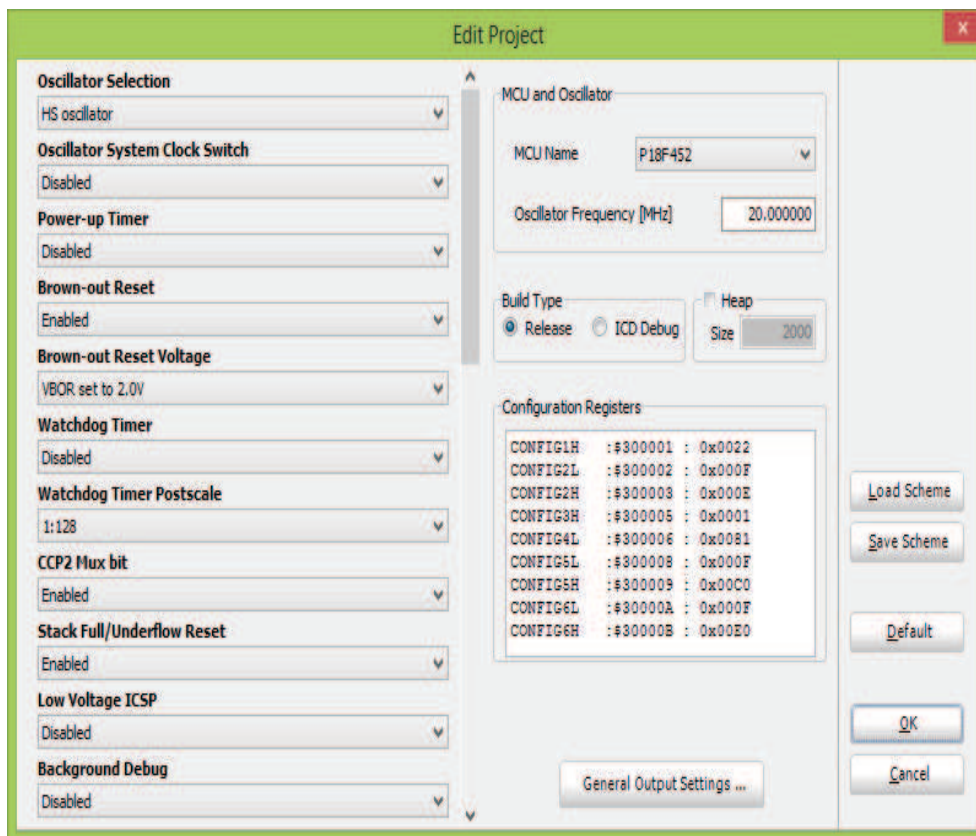 Edit Project
x
Oscillator Selection
HS oscillator
Oscillator System Clock Switch
Disabled
Power-up Timer
Disabled
Brown-out Reset
Enabled
Brown-out Reset Voltage
VBOR set to 2.0V
Watchdog Timer
Disabled
Watchdog Timer Postscale
1:128
CCP2 Mux bit
Enabled
Stack Full/Underflow Reset
Enabled
Low Voltage ICSP
Disabled
Background Debug
Disabled
MCU and Oscillator
MCU Name P18F452
Oscillator Frequency [MHz] 20.000000
Build Type
Release ICD Debug
Heap
Size 2000
Configuration Registers
CONFIG1H :$300001 : 0x0022
CONFIG2L :$300002 : 0x000F
CONFIG2H :$300003 : 0x000E
CONFIG3H :$300005 : 0x0001
CONFIG4L :$300006 : 0x0081
CONFIG5L :$300008 : 0x000F
CONFIG5H :$300009 : 0x00C0
CONFIG6L :$30000A : 0x000F
CONFIG6H :$30000B : 0x00E0
General Output Settings ...
Load Scheme
Save Scheme
Default
OK
Cancel